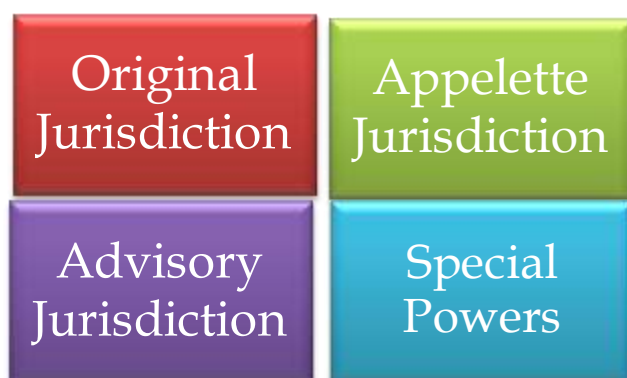 Original
Jurisdiction
Appelette
Jurisdiction
Advisory
Jurisdiction
Special
Powers